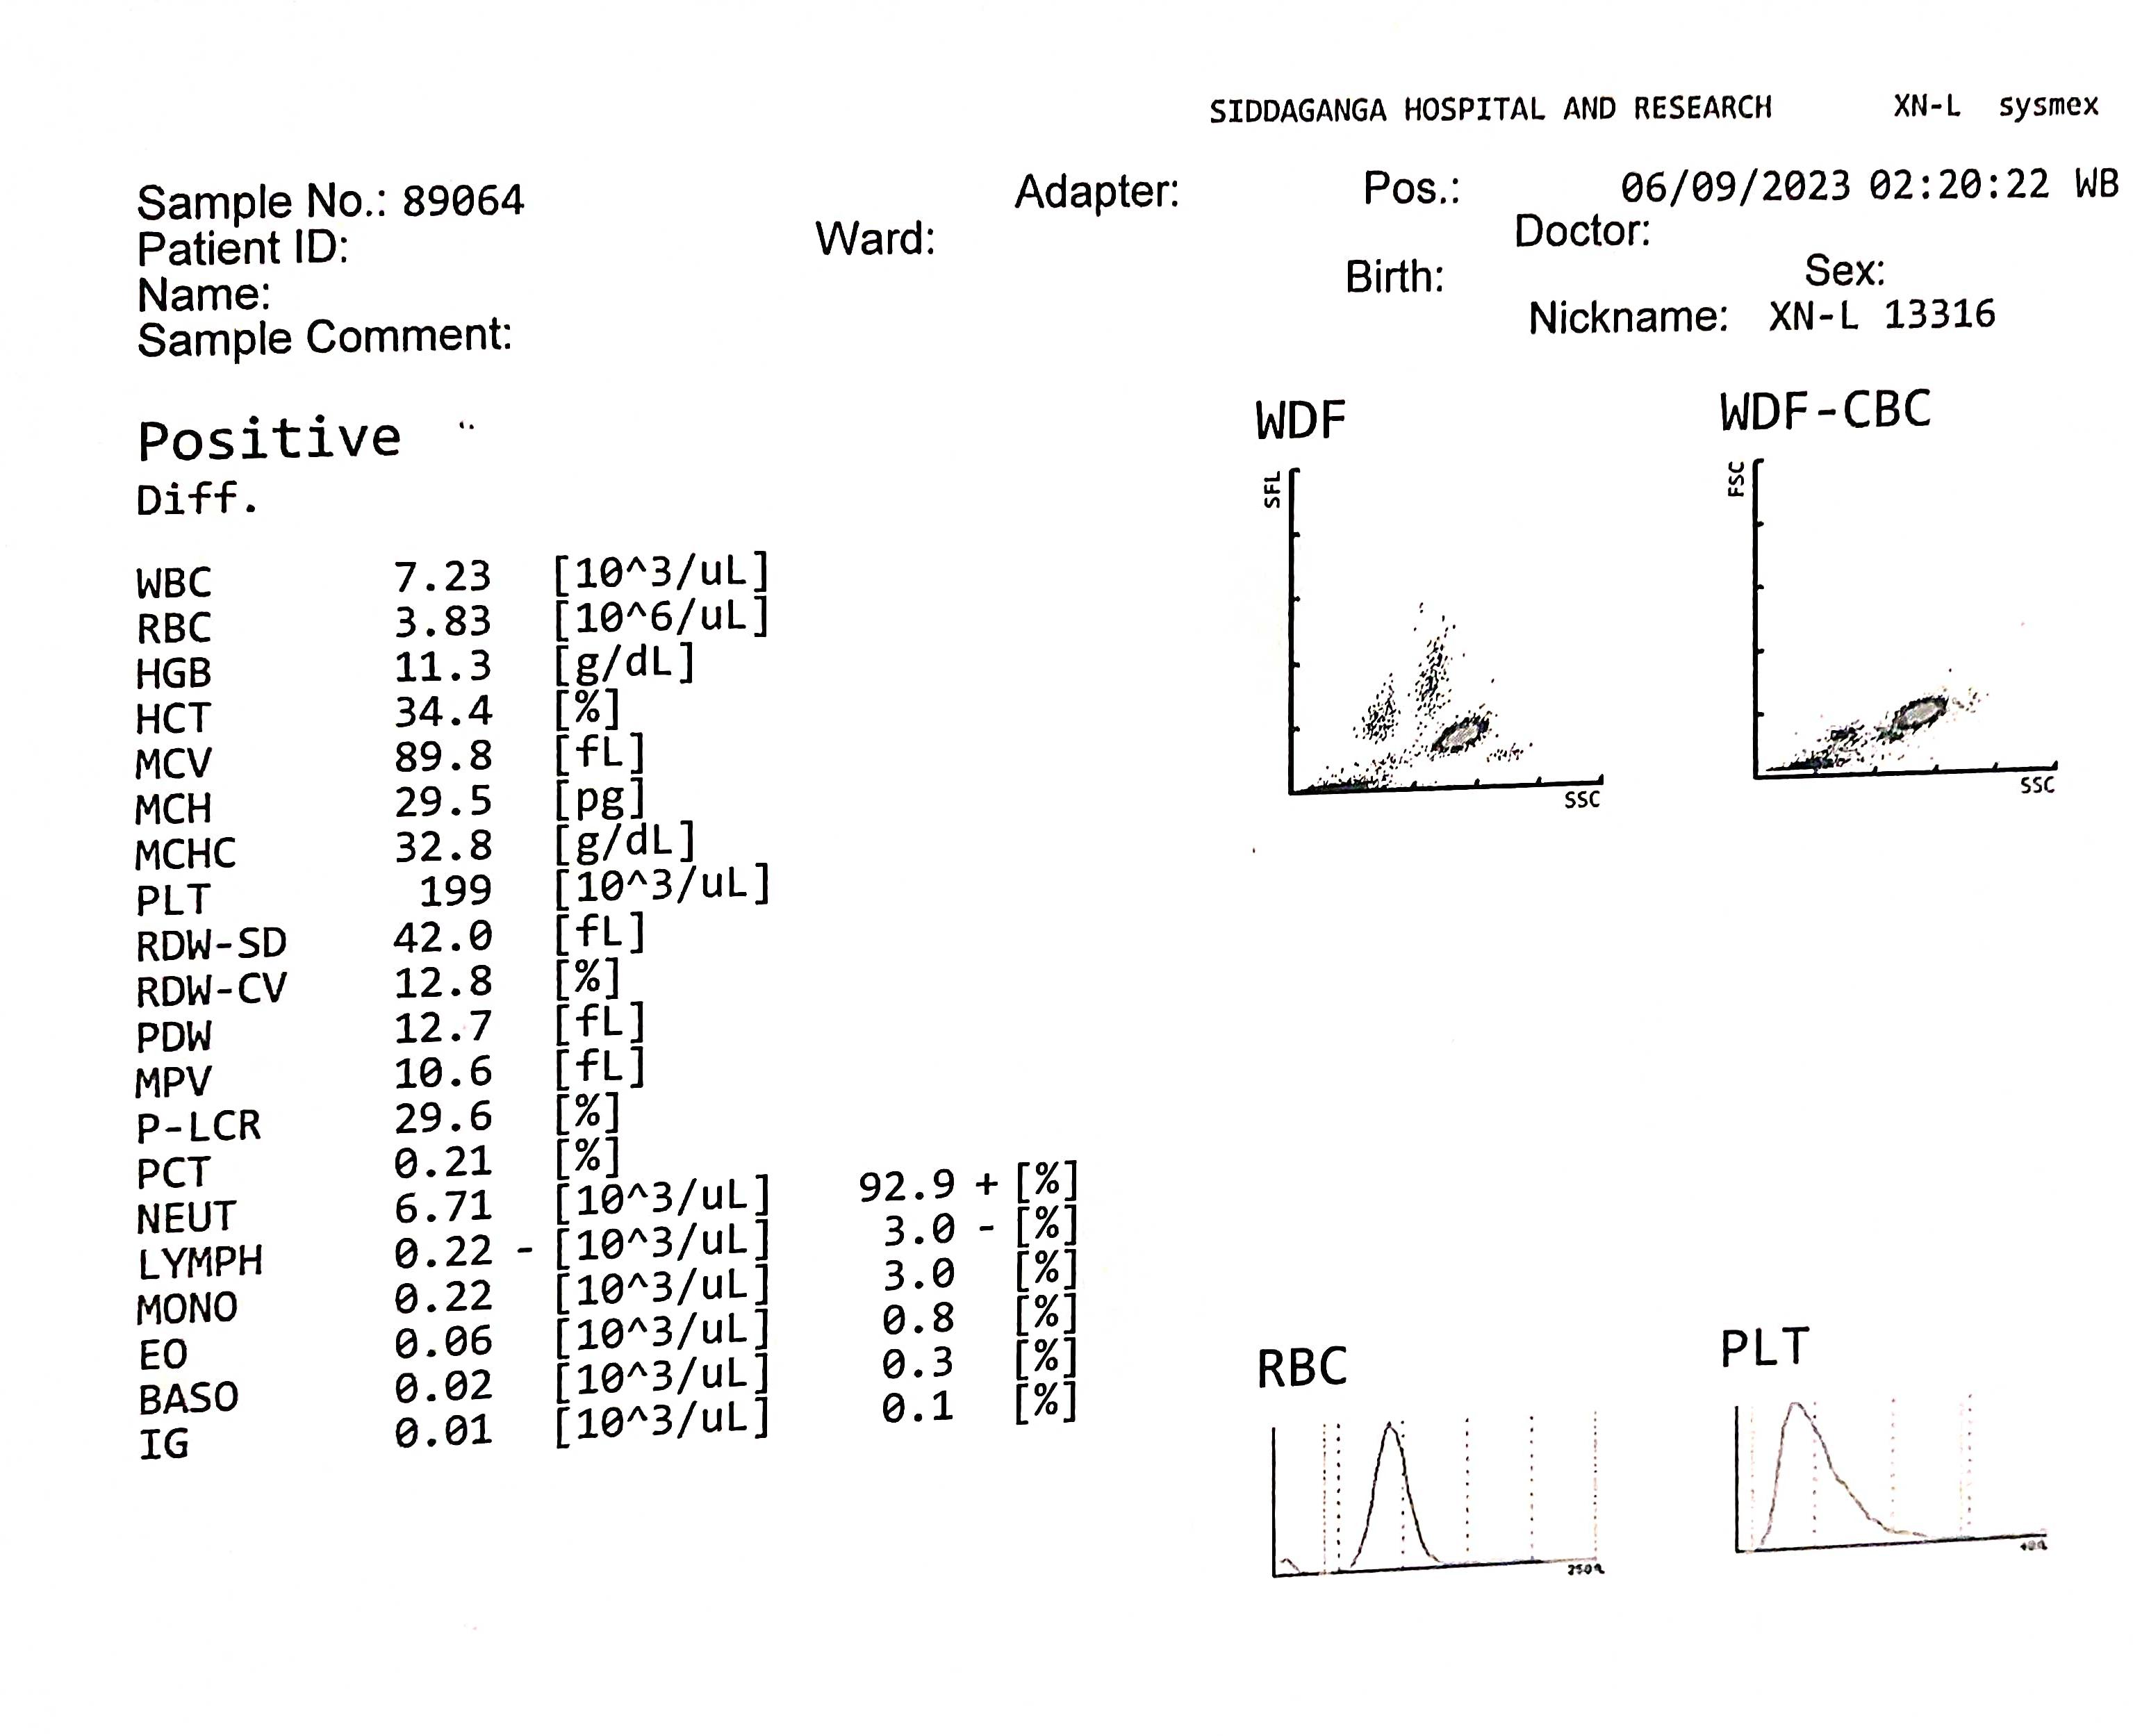 SIDDAGANGA HOSPITAL AND RESEARCH XN-L sysmex
Sample No.: 89064 Adapter: Pos.: 06/09/2023 02:20:22 WB
Patient ID: Ward: Doctor:
Name: Birth: Sex:
Sample Comment: Nickname: XN-L 13316
Positive
Diff.
WDF WDF-CBC
SFL FSC
SSC SSC
WBC 7.23 [10^3/uL]
RBC 3.83 [10^6/uL]
HGB 11.3 [g/dL]
HCT 34.4 [%]
MCV 89.8 [fL]
MCH 29.5 [pg]
MCHC 32.8 [g/dL]
PLT 199 [10^3/uL]
RDW-SD 42.0 [fL]
RDW-CV 12.8 [%]
PDW 12.7 [fL]
MPV 10.6 [fL]
P-LCR 29.6 [%]
PCT 0.21 [%]
NEUT 6.71 [10^3/uL] 92.9 + [%]
LYMPH 0.22 - [10^3/uL] 3.0 - [%]
MONO 0.22 [10^3/uL] 3.0 [%]
EO 0.06 [10^3/uL] 0.8 [%]
BASO 0.02 [10^3/uL] 0.3 [%]
IG 0.01 [10^3/uL] 0.1 [%]
RBC PLT